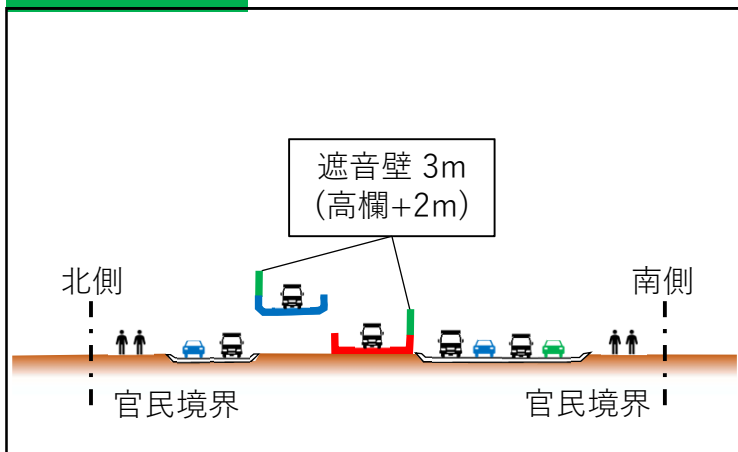 遮音壁 3m
(高欄+2m)
北側
南側
官民境界
官民境界